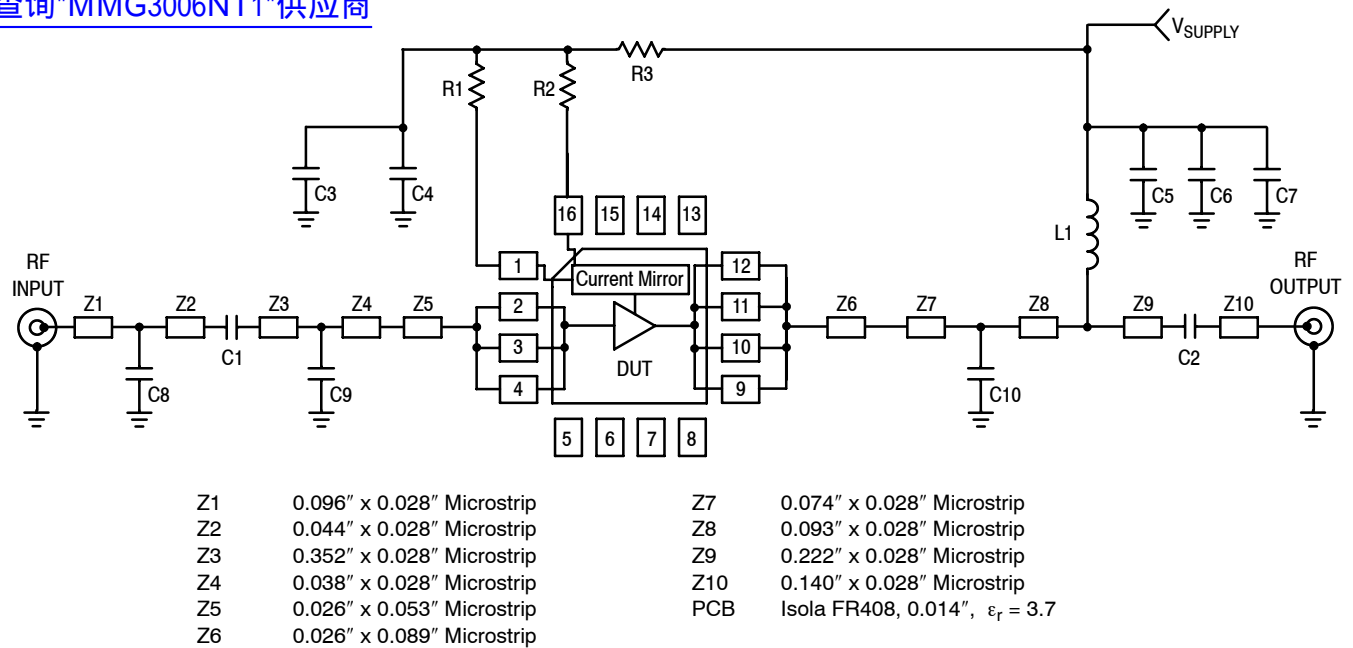 查询"MMG3006NT1"供应商
VSUPPLY
R3
R1
R2
C3
C4
C5
C6
C7
16
15
14
13
L1
RF
INPUT
1
Current Mirror
12
RF
OUTPUT
Z1
Z2
Z3
Z4
Z5
2
11
Z6
Z7
Z8
Z9
Z10
C1
3
10
C2
DUT
C8
C9
4
9
C10
5
6
7
8
Z1 0.096″ x 0.028″ Microstrip
Z2 0.044″ x 0.028″ Microstrip
Z3 0.352″ x 0.028″ Microstrip
Z4 0.038″ x 0.028″ Microstrip
Z5 0.026″ x 0.053″ Microstrip
Z6 0.026″ x 0.089″ Microstrip
Z7 0.074″ x 0.028″ Microstrip
Z8 0.093″ x 0.028″ Microstrip
Z9 0.222″ x 0.028″ Microstrip
Z10 0.140″ x 0.028″ Microstrip
PCB Isola FR408, 0.014″, εr = 3.7